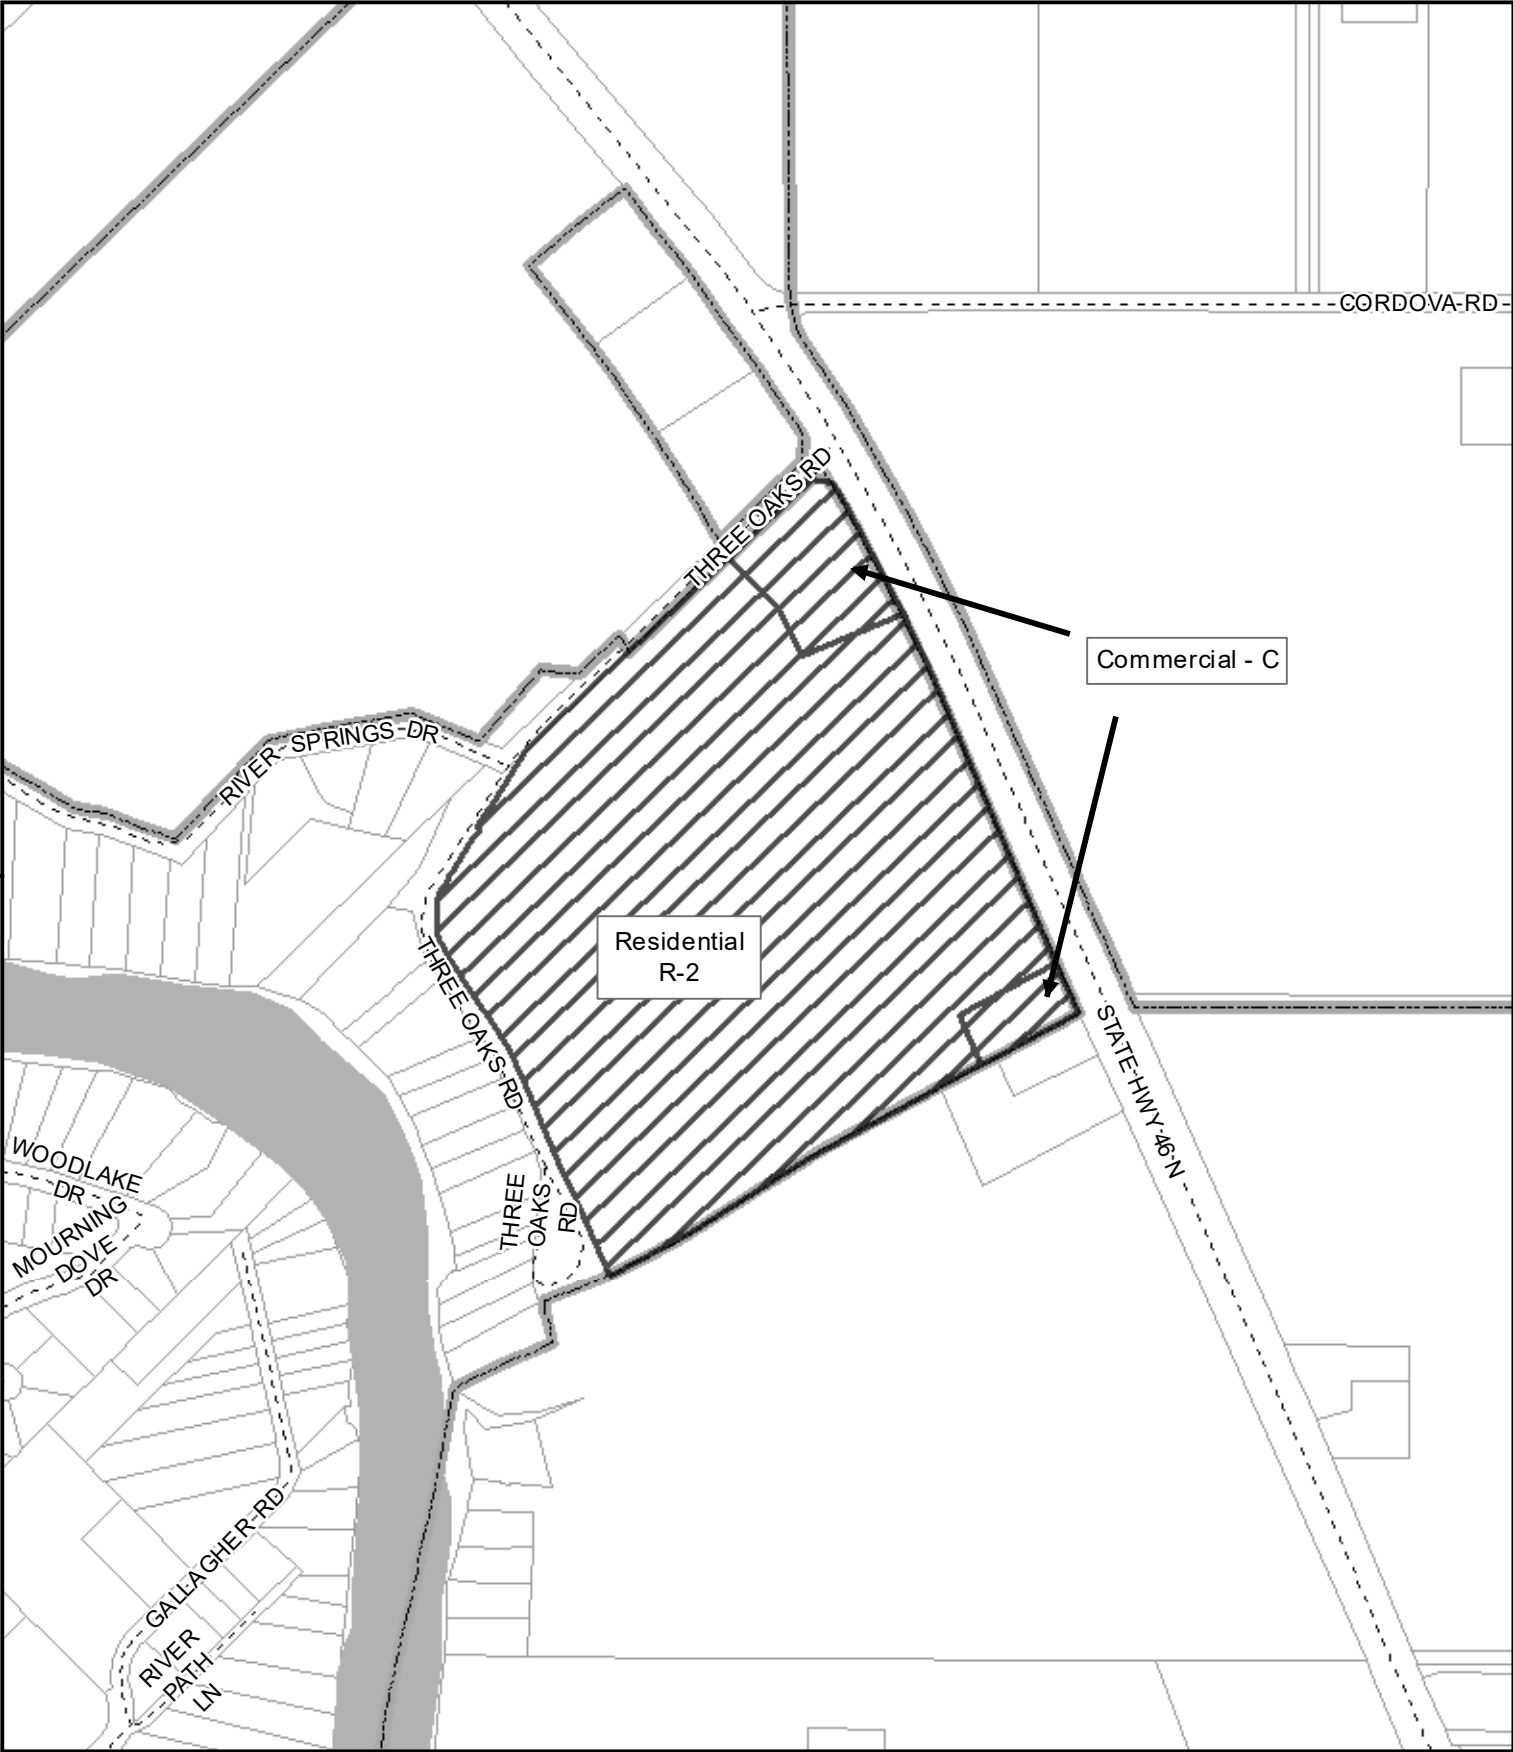 CORDOVA RD
THREE OAKS RD
Commercial - C
RIVER SPRINGS DR
Residential
R-2
THREE OAKS RD
STATE HWY 46 N
WOODLAKE
DR
THREE
OAKS
RD
MOURNING
DOVE
DR
GALLAGHER RD
RIVER
PATH
LN